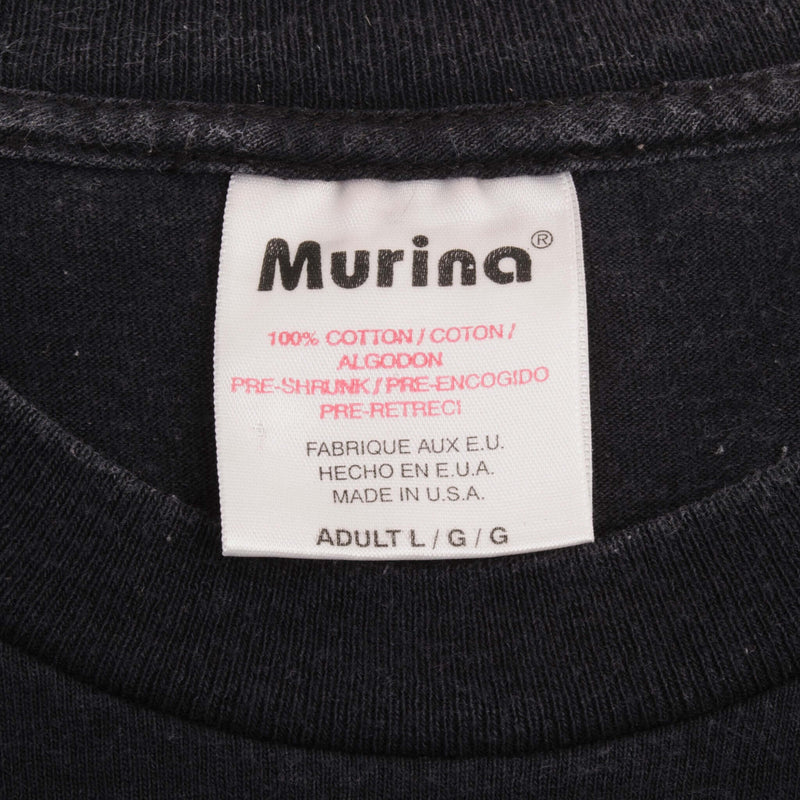 Murina®
100% COTTON / COTON /
ALGODON
PRE-SHRUNK / PRE-ENCOGIDO
PRE-RETRECI
FABRIQUE AUX E.U.
HECHO EN E.U.A.
MADE IN U.S.A.
ADULT L / G / G